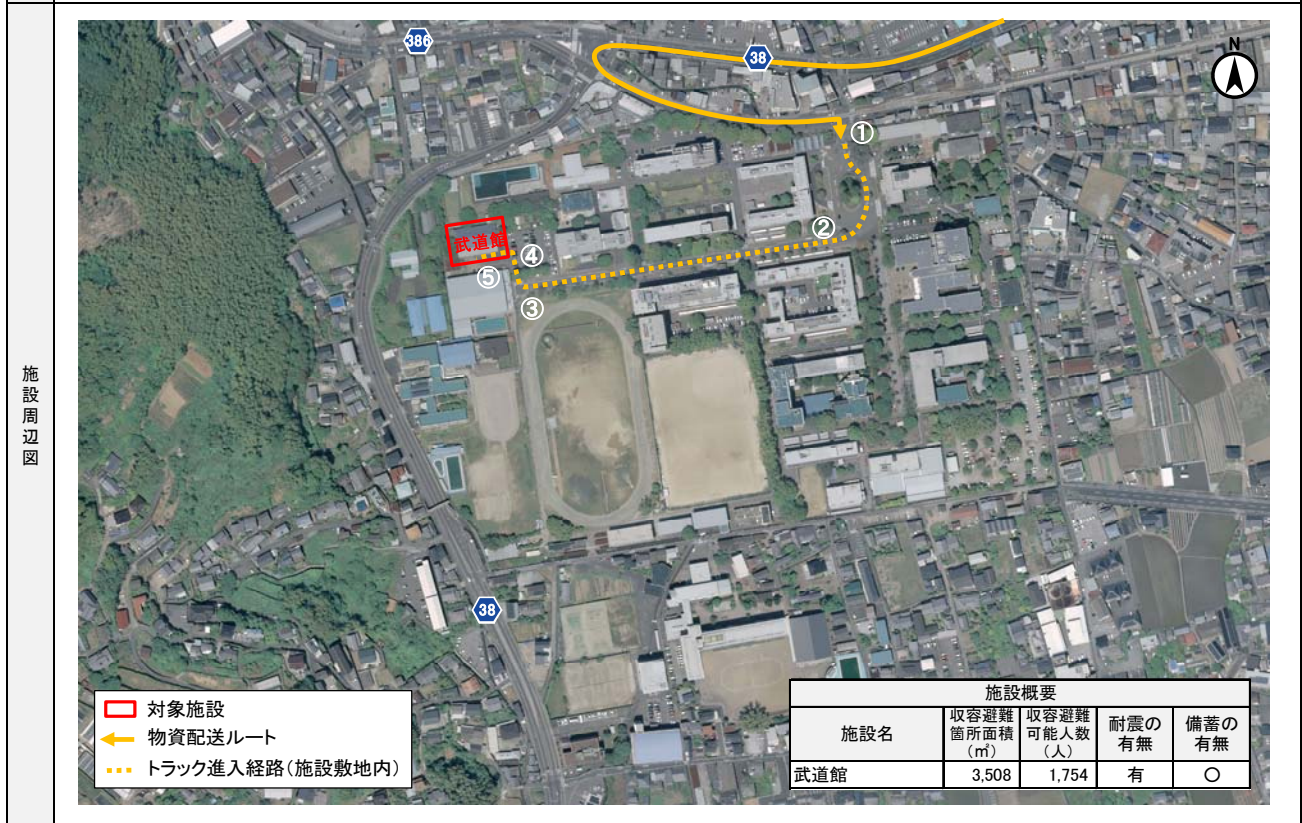 施設周辺図
386
38
N
①
②
武道館
④
⑤
③
38
対象施設
物資配送ルート
トラック進入経路（施設敷地内）
施設概要
施設名 収容避難箇所面積（㎡） 収容避難可能人数（人） 耐震の有無 備蓄の有無
武道館 3,508 1,754 有 ○